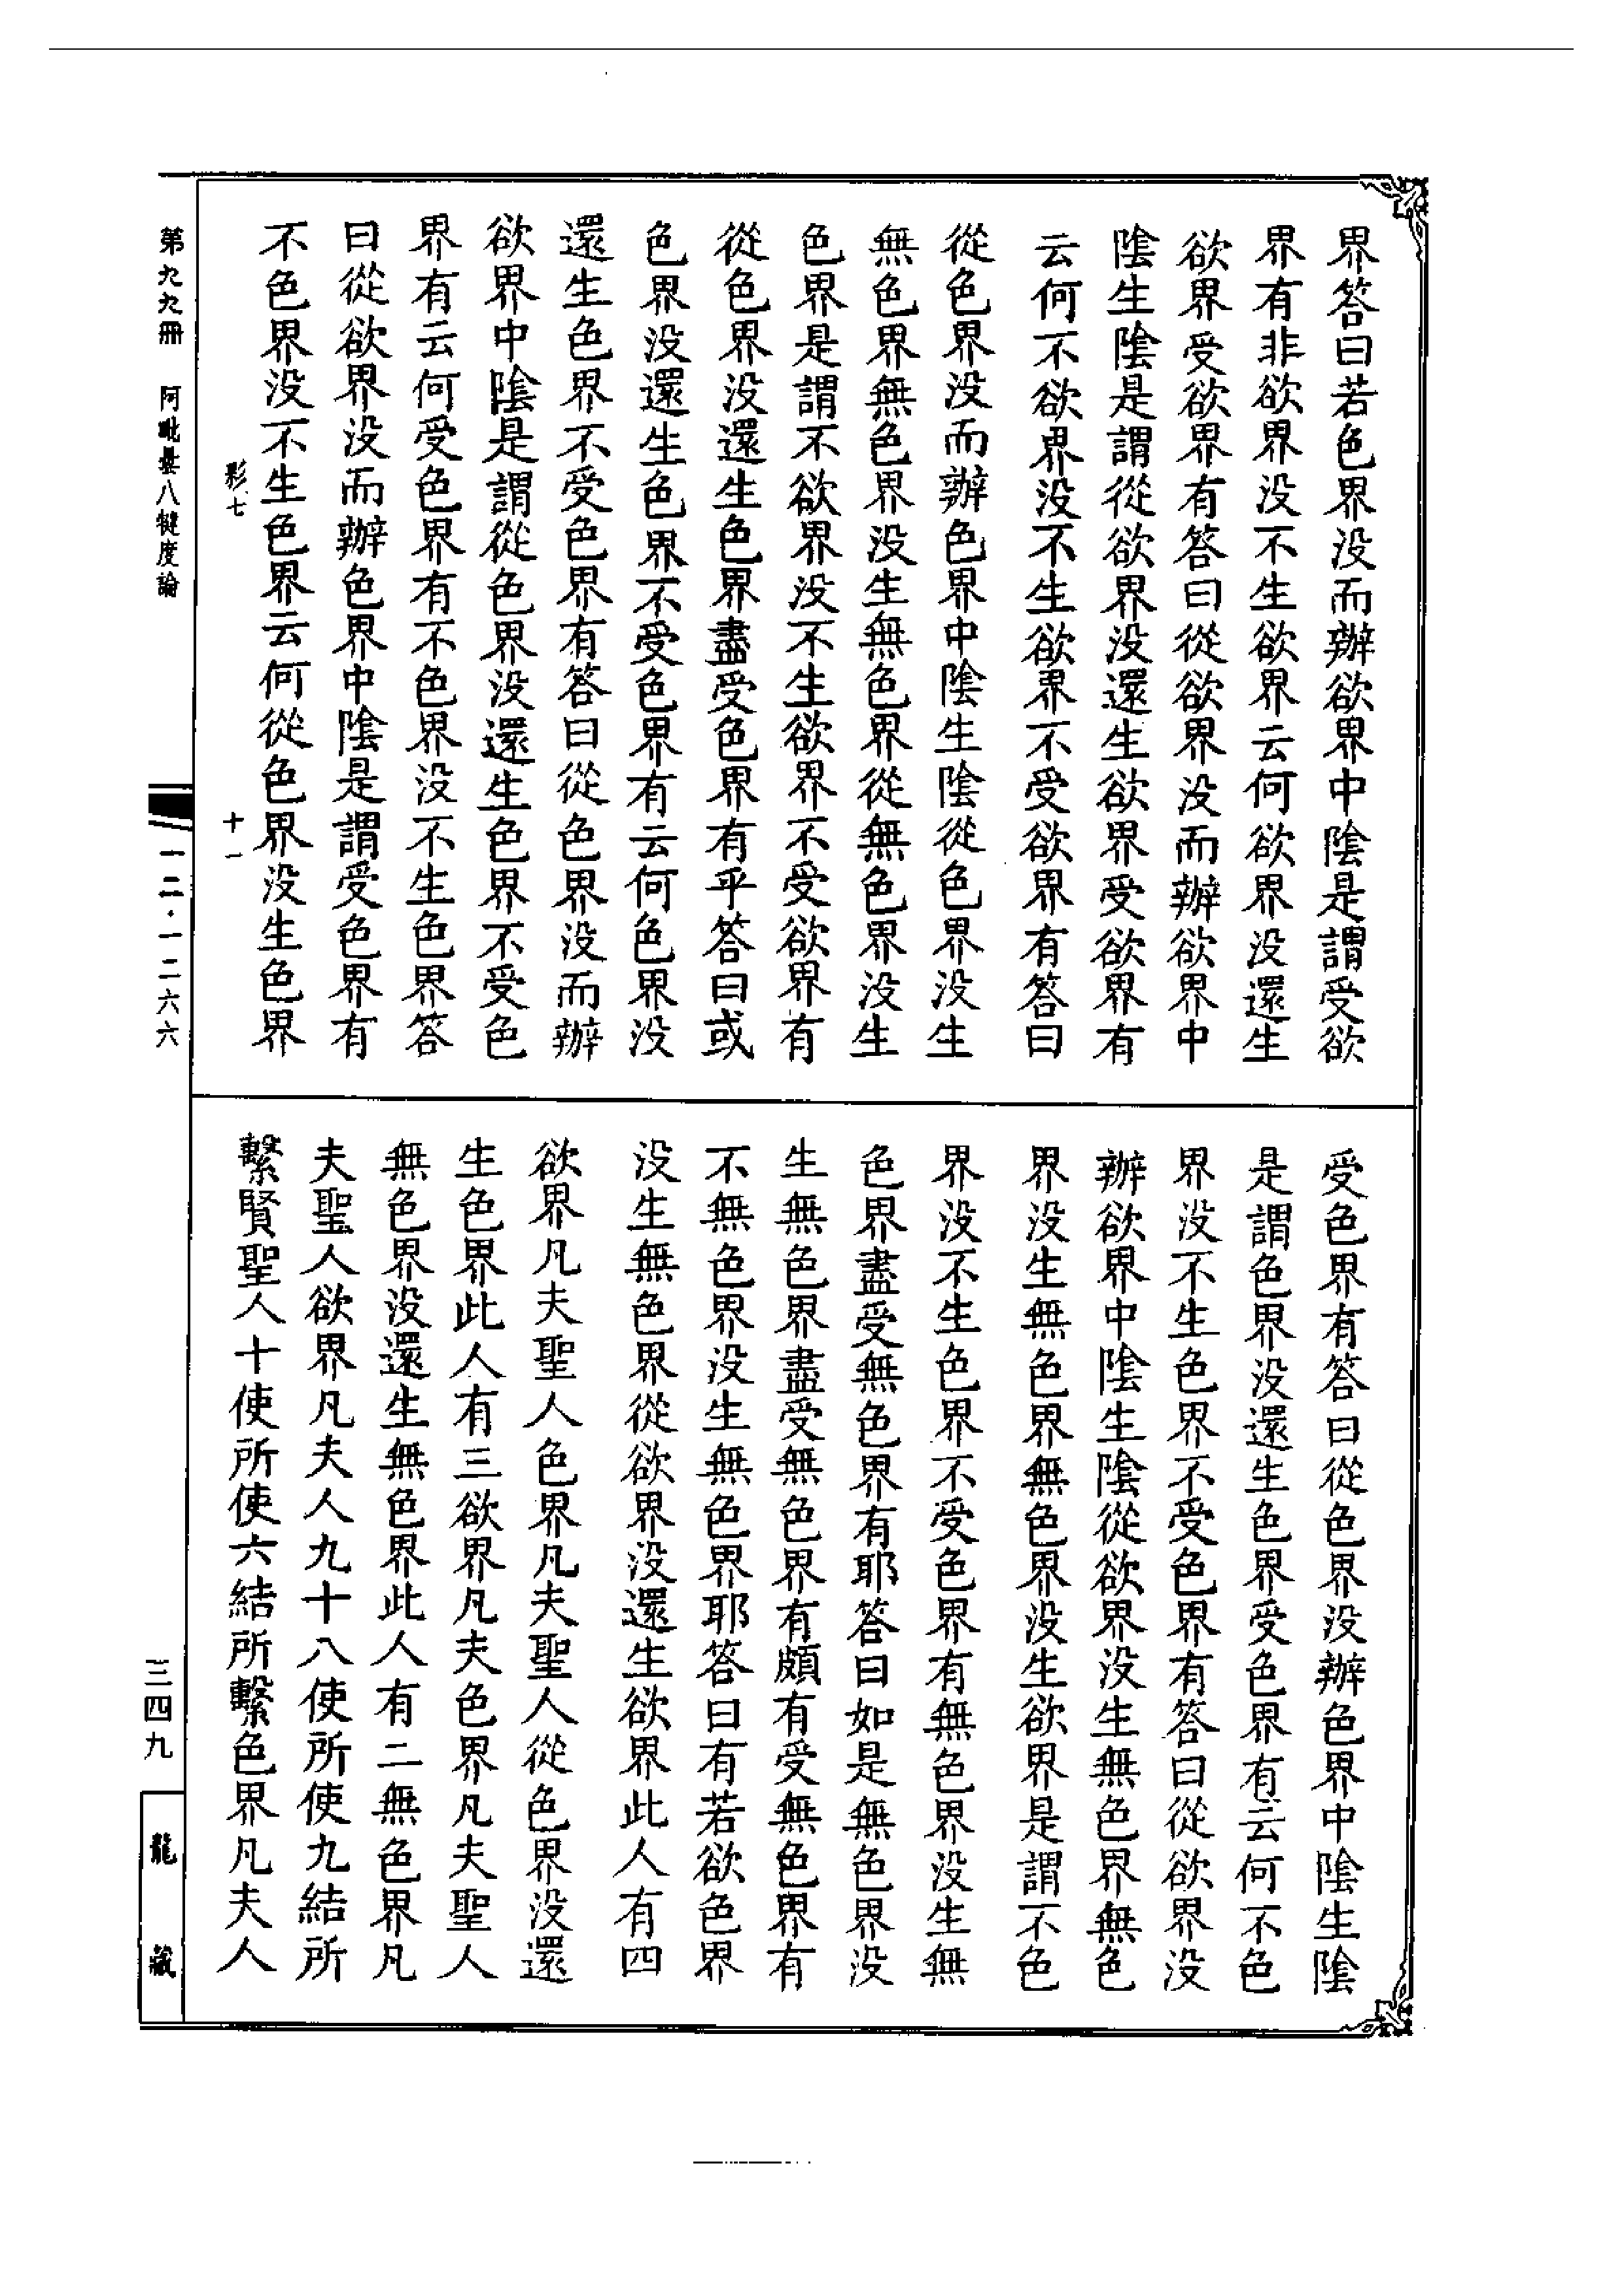 界答曰若色界没而辦欲界中陰是謂受欲
界有非欲界没不生欲界云何欲界没還生
欲界受欲界有答曰從欲界没而辦欲界中
陰生陰是謂從欲界没還生欲界受欲界有
云何不欲界没不生欲界不受欲界有答曰
從色界没而辦色界中陰生陰從色界没生
無色界無色界没生無色界從無色界没生
色界是謂不欲界没不生欲界不受欲界有
從色界没還生色界盡受色界有乎答曰或
色界没還生色界不受色界有云何色界没
還生色界不受色界有答曰從色界没而辦
欲界中陰是謂從色界没還生色界不受色
界有云何受色界有不色界没不生色界答
曰從欲界没而辦色界中陰是謂受色界有
不色界没不生色界云何從色界没生色界
彩七 十一
受色界有答曰從色界没辦色界中陰生陰
是謂色界没還生色界受色界有云何不色
界没不生色界不受色界有答曰從欲界没
辦欲界中陰生陰從欲界没生無色界無色
界没生無色界無色界没生欲界是謂不色
界没不生色界不受色界有無色界没生無
色界盡受無色界有耶答曰如是無色界没
生無色界盡受無色界有頗有受無色界有
不無色界没生無色界耶答曰有若欲色界
没生無色界從欲界没還生欲界此人有四
欲界凡夫聖人色界凡夫聖人從色界没還
生色界此人有三欲界凡夫色界凡夫聖人
無色界没還生無色界此人有二無色界凡
夫聖人欲界凡夫人九十八使所使九結所
繫賢聖人十使所使六結所繫色界凡夫人
第九九冊 阿毗曇八犍度論
一二·一二六六
三四九
龍藏